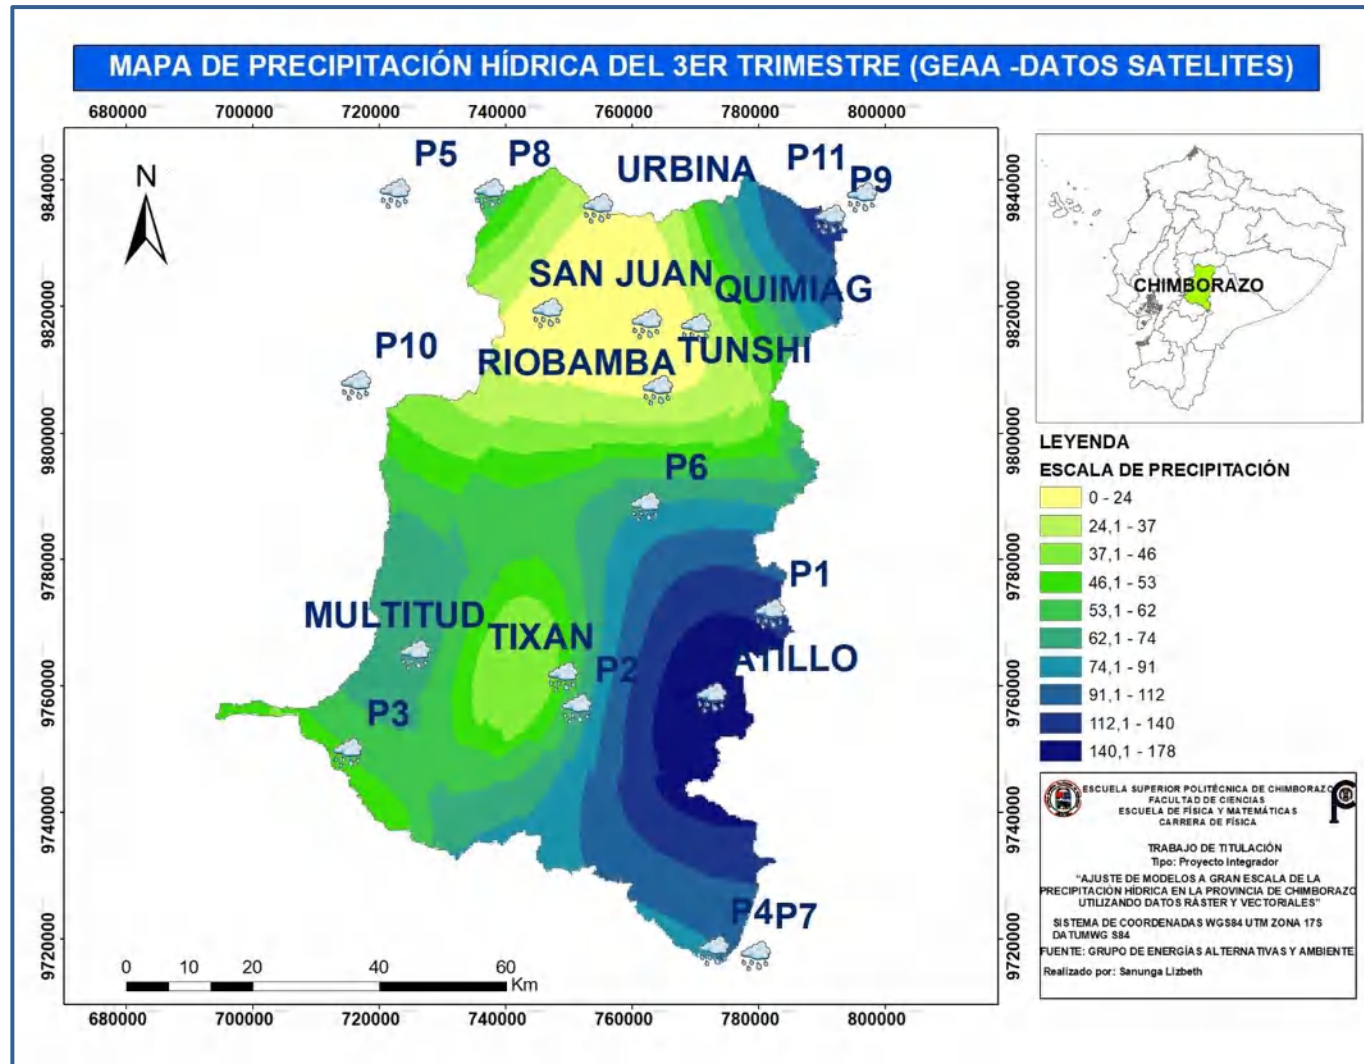 MAPA DE PRECIPITACIÓN HÍDRICA DEL 3ER TRIMESTRE (GEAA -DATOS SATELITES)
680000 700000 720000 740000 760000 780000 800000
9840000 9820000 9800000 9780000 9760000 9740000 9720000
N
P5 P8 URBINA P11 P9
SAN JUAN QUIMIAG
P10 RIOBAMBA TUNSHI
P6
P1
MULTITUD TIXAN P2 ATILLO
P3
P4 P7
0 10 20 40 60
Km
680000 700000 720000 740000 760000 780000 800000
9840000 9820000 9800000 9780000 9760000 9740000 9720000
CHIMBORAZO
LEYENDA
ESCALA DE PRECIPITACIÓN
0 - 24
24,1 - 37
37,1 - 46
46,1 - 53
53,1 - 62
62,1 - 74
74,1 - 91
91,1 - 112
112,1 - 140
140,1 - 178
ESCUELA SUPERIOR POLITÉCNICA DE CHIMBORAZO
FACULTAD DE CIENCIAS
ESCUELA DE FÍSICA Y MATEMÁTICAS
CARRERA DE FÍSICA
TRABAJO DE TITULACIÓN
Tipo: Proyecto Integrador
"AJUSTE DE MODELOS A GRAN ESCALA DE LA
PRECIPITACIÓN HÍDRICA EN LA PROVINCIA DE CHIMBORAZO
UTILIZANDO DATOS RÁSTER Y VECTORIALES"
SISTEMA DE COORDENADAS WGS84 UTM ZONA 17S
DATUMWG S84
FUENTE: GRUPO DE ENERGÍAS ALTERNATIVAS Y AMBIENTE
Realizado por: Sanunga Lizbeth